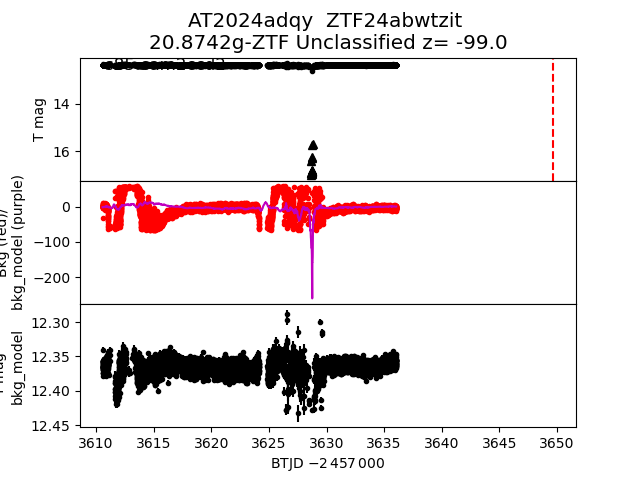 AT2024adqy  ZTF24abwtzit
20.8742g-ZTF Unclassified z= -99.0
T mag
14
16
Bkg (red)/
bkg_model (purple)
0
−100
−200
bkg_model
12.30
12.35
12.40
12.45
3610
3615
3620
3625
3630
3635
3640
3645
3650
BTJD −2 457 000